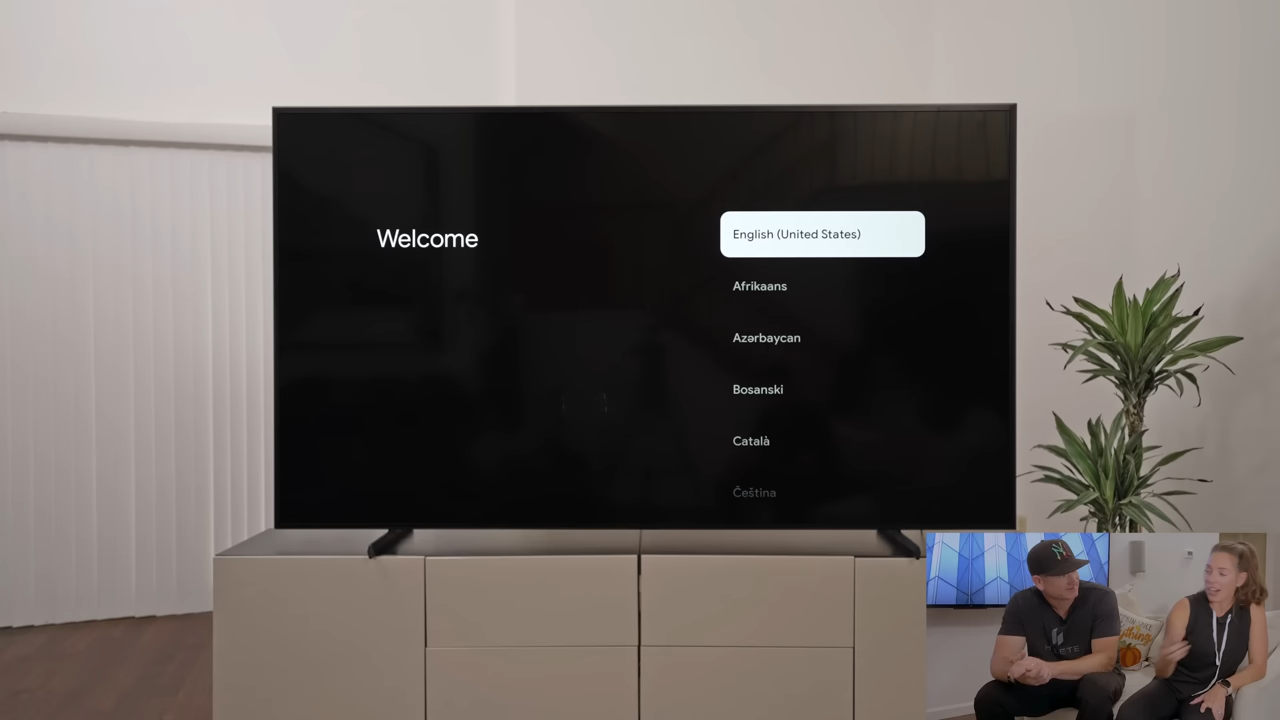 Welcome
English (United States)
Afrikaans
Azərbaycan
Bosanski
Català
Čeština